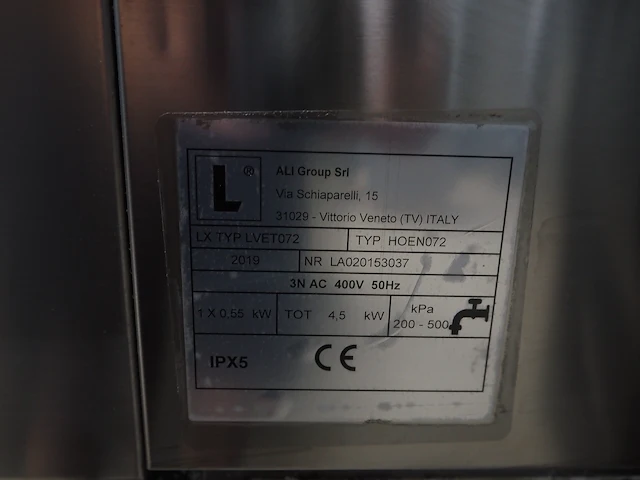 L ®
ALI Group Srl
Via Schiaparelli, 15
31029 - Vittorio Veneto (TV) ITALY
LX TYP LVET072 TYP HOEN072
2019 NR LA020153037
3N AC 400V 50Hz
1 X 0,55 kW TOT 4,5 kW kPa
200 - 500
IPX5 CE